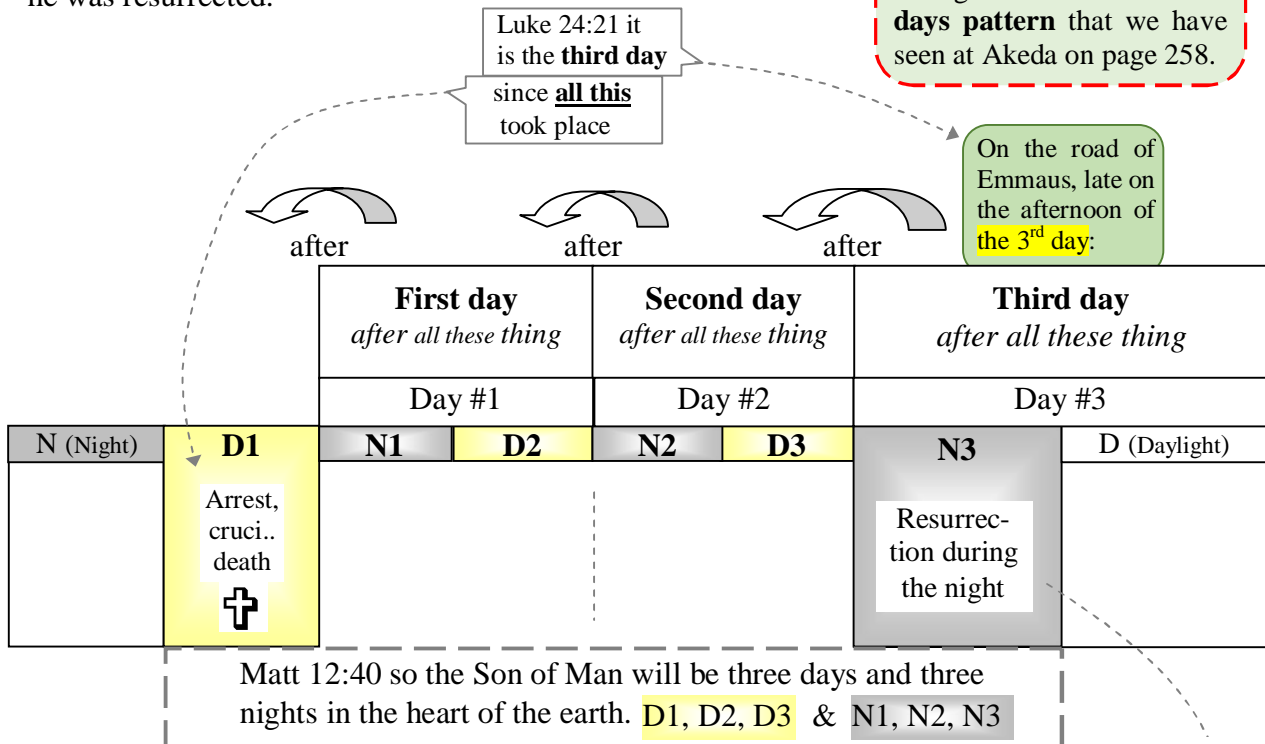 he was resurrected.
days pattern that we have
seen at Akeda on page 258.
Luke 24:21 it
is the third day
since all this
took place
On the road of
Emmaus, late on
the afternoon of
the 3rd day:
after
after
after
First day
after all these thing
Second day
after all these thing
Third day
after all these thing
Day #1
Day #2
Day #3
N (Night)
D1
N1
D2
N2
D3
N3
D (Daylight)
Arrest,
cruci..
death
Resurrec-
tion during
the night
Matt 12:40 so the Son of Man will be three days and three
nights in the heart of the earth. D1, D2, D3 & N1, N2, N3